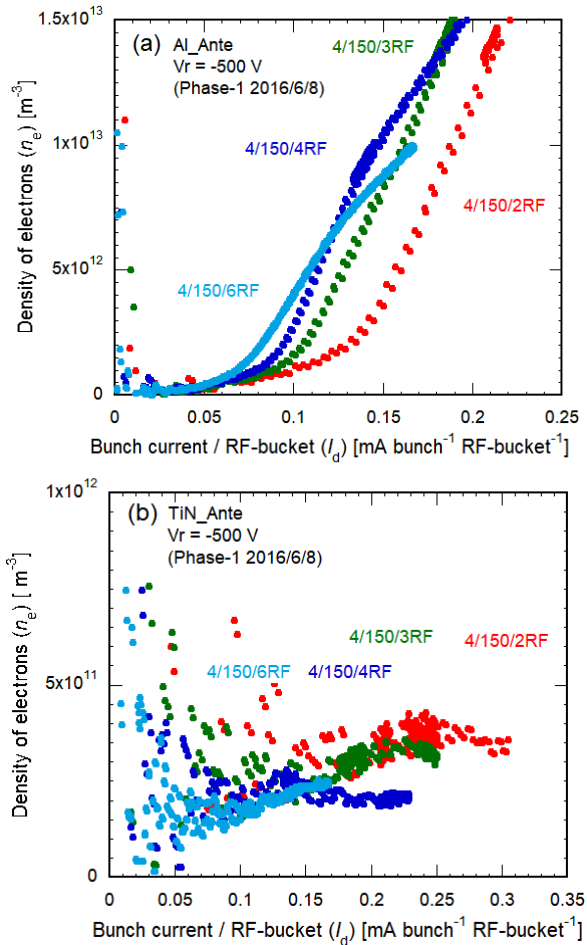 (a)
Al_Ante
Vr = -500 V
(Phase-1 2016/6/8)
4/150/3RF
4/150/4RF
4/150/2RF
4/150/6RF
1.5x10¹³
1x10¹³
5x10¹²
0
Density of electrons (nₑ) [m⁻³]
0 0.05 0.1 0.15 0.2 0.25
Bunch current / RF-bucket (I_d) [mA bunch⁻¹ RF-bucket⁻¹]
(b)
TiN_Ante
Vr = -500 V
(Phase-1 2016/6/8)
4/150/3RF
4/150/2RF
4/150/6RF
4/150/4RF
1x10¹²
5x10¹¹
0
Density of electrons (nₑ) [ m⁻³]
0 0.05 0.1 0.15 0.2 0.25 0.3 0.35
Bunch current / RF-bucket (I_d) [mA bunch⁻¹ RF-bucket⁻¹]